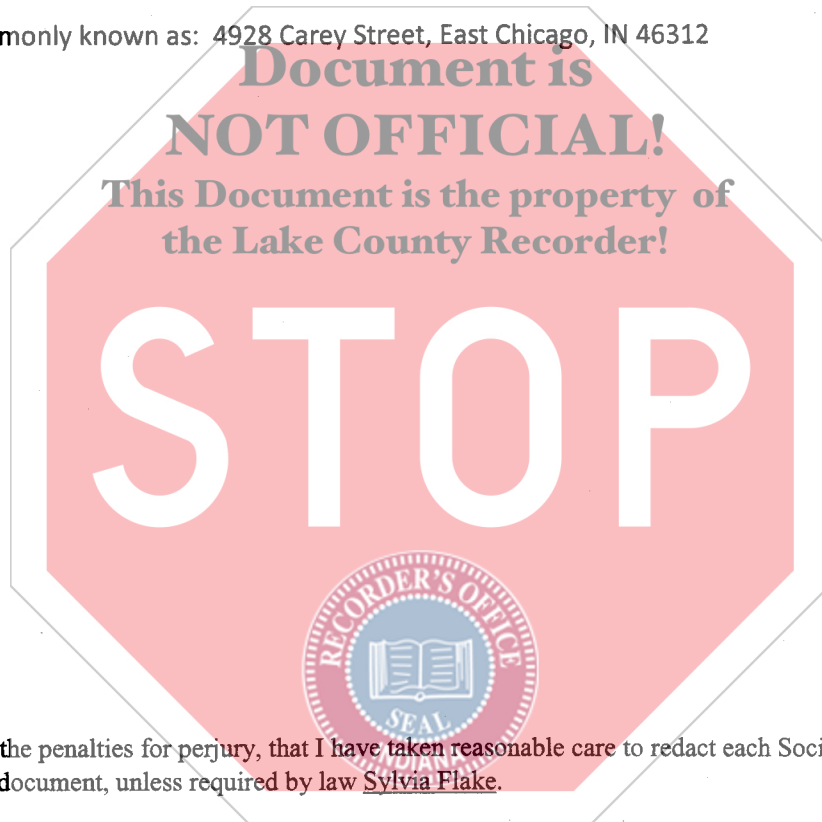 monly known as: 4928 Carey Street, East Chicago, IN 46312
Document is
NOT OFFICIAL!
This Document is the property of
the Lake County Recorder!
STOP
RECORDER'S OFFICE
SEAL
INDIANA
the penalties for perjury, that I have taken reasonable care to redact each Soci
document, unless required by law Sylvia Flake.